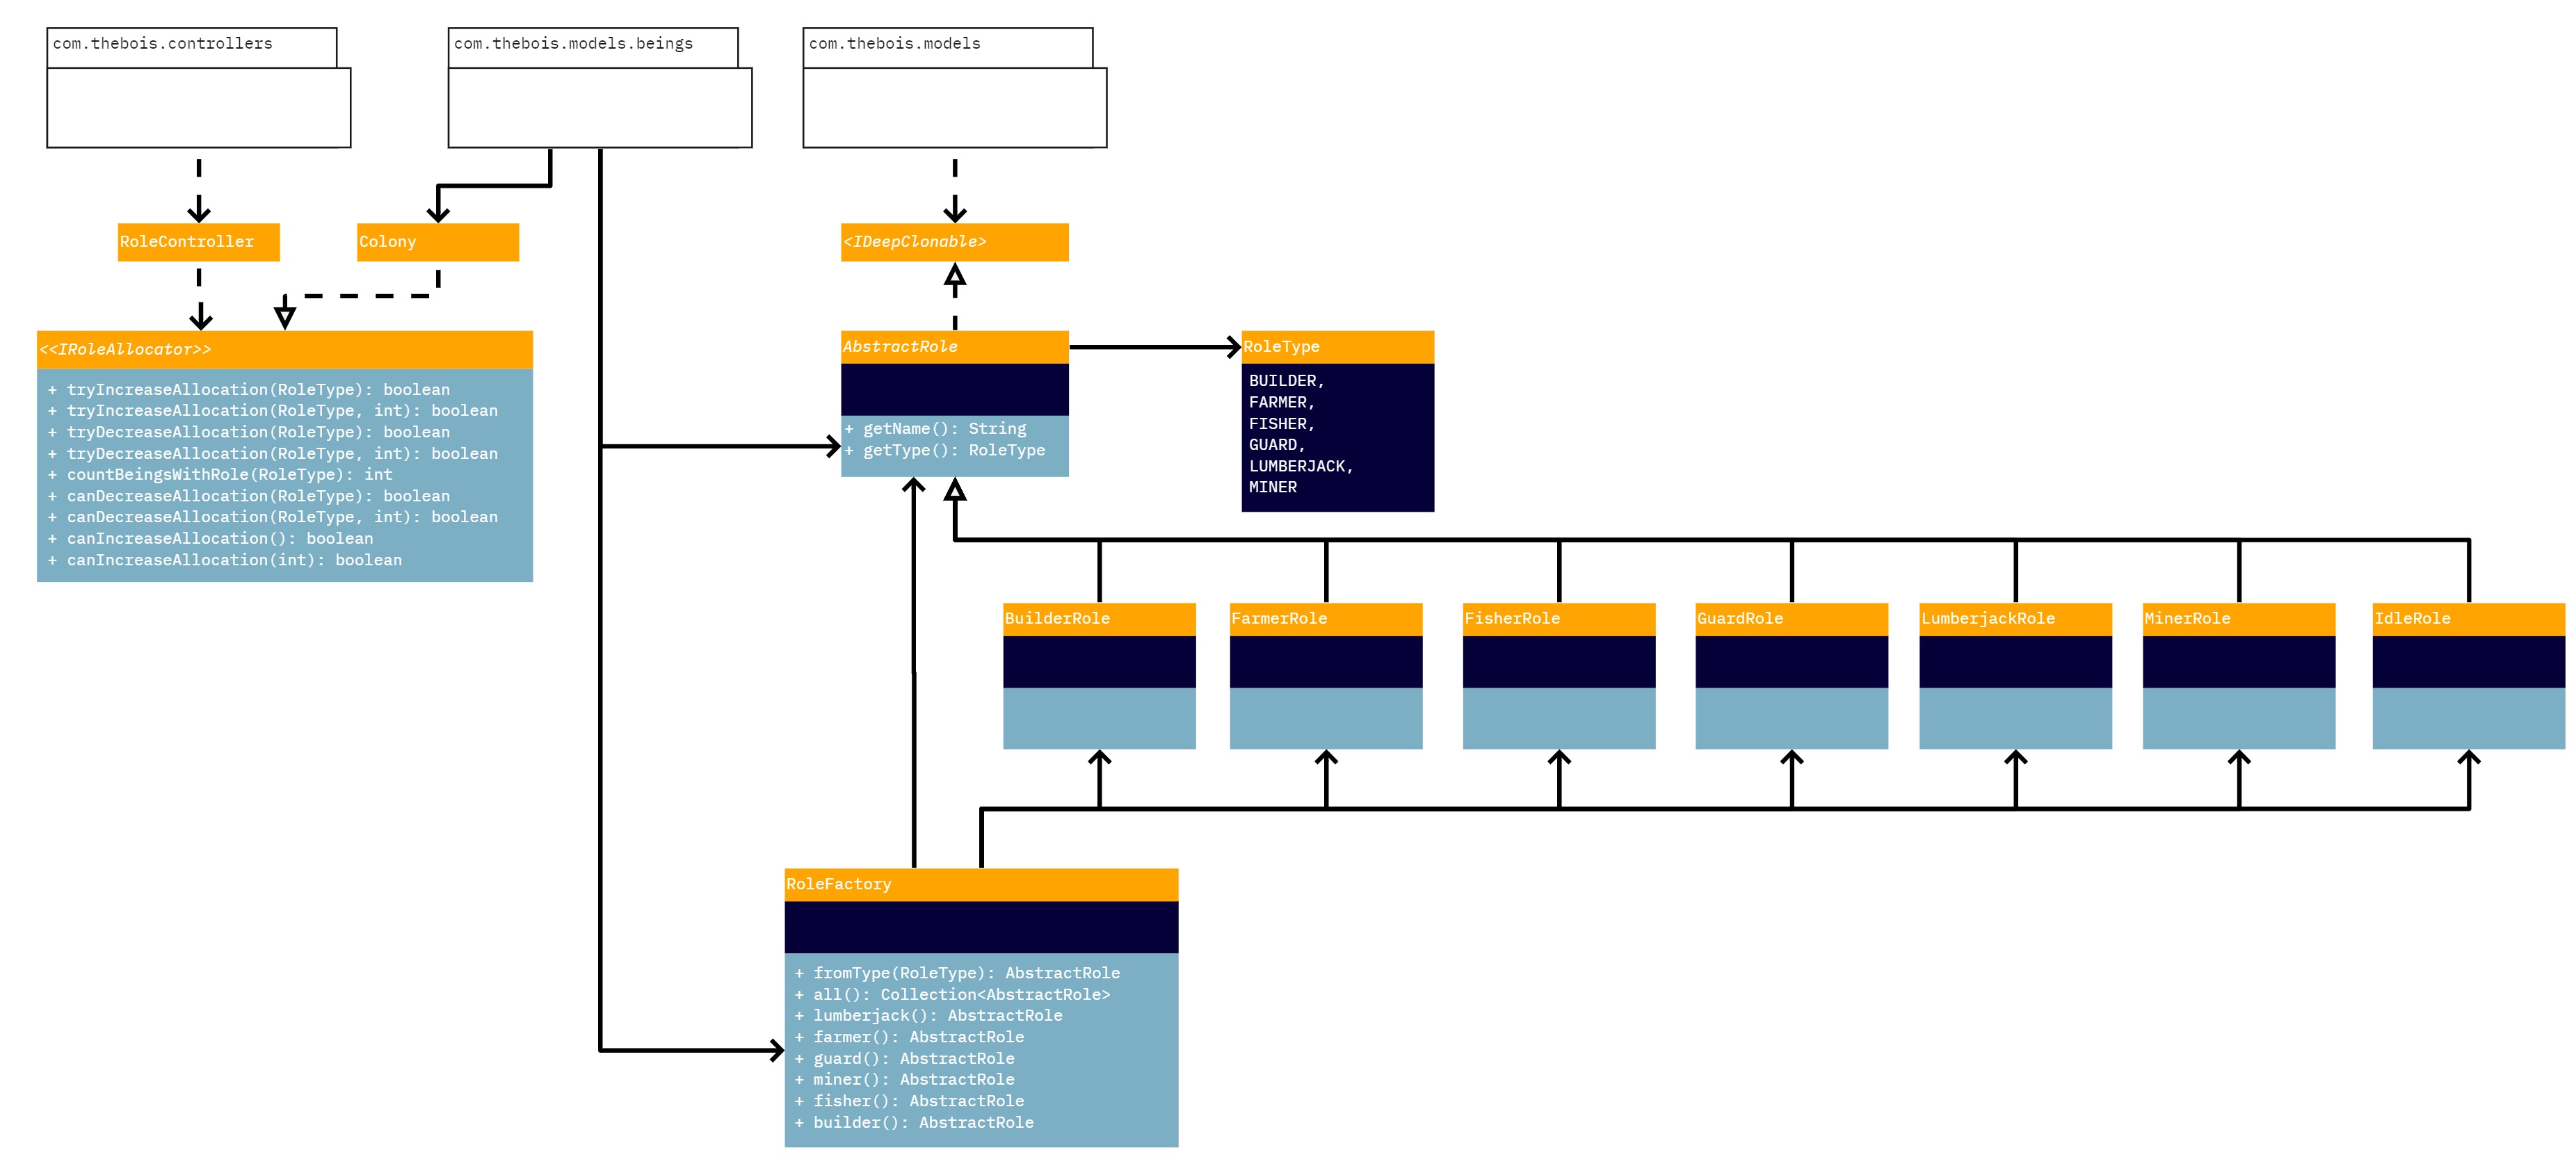 com.thebois.controllers
com.thebois.models.beings
com.thebois.models
RoleController
Colony
<IDeepClonable>
<<IRoleAllocator>>
+ tryIncreaseAllocation(RoleType): boolean
+ tryIncreaseAllocation(RoleType, int): boolean
+ tryDecreaseAllocation(RoleType): boolean
+ tryDecreaseAllocation(RoleType, int): boolean
+ countBeingsWithRole(RoleType): int
+ canDecreaseAllocation(RoleType): boolean
+ canDecreaseAllocation(RoleType, int): boolean
+ canIncreaseAllocation(): boolean
+ canIncreaseAllocation(int): boolean
AbstractRole
+ getName(): String
+ getType(): RoleType
RoleType
BUILDER,
FARMER,
FISHER,
GUARD,
LUMBERJACK,
MINER
BuilderRole
FarmerRole
FisherRole
GuardRole
LumberjackRole
MinerRole
IdleRole
RoleFactory
+ fromType(RoleType): AbstractRole
+ all(): Collection<AbstractRole>
+ lumberjack(): AbstractRole
+ farmer(): AbstractRole
+ guard(): AbstractRole
+ miner(): AbstractRole
+ fisher(): AbstractRole
+ builder(): AbstractRole